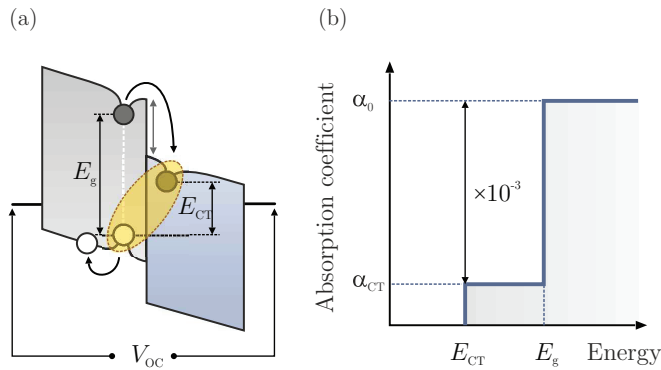 (a)
E_g
E_CT
V_OC
(b)
Absorption coefficient
α_0
×10^-3
α_CT
E_CT
E_g
Energy